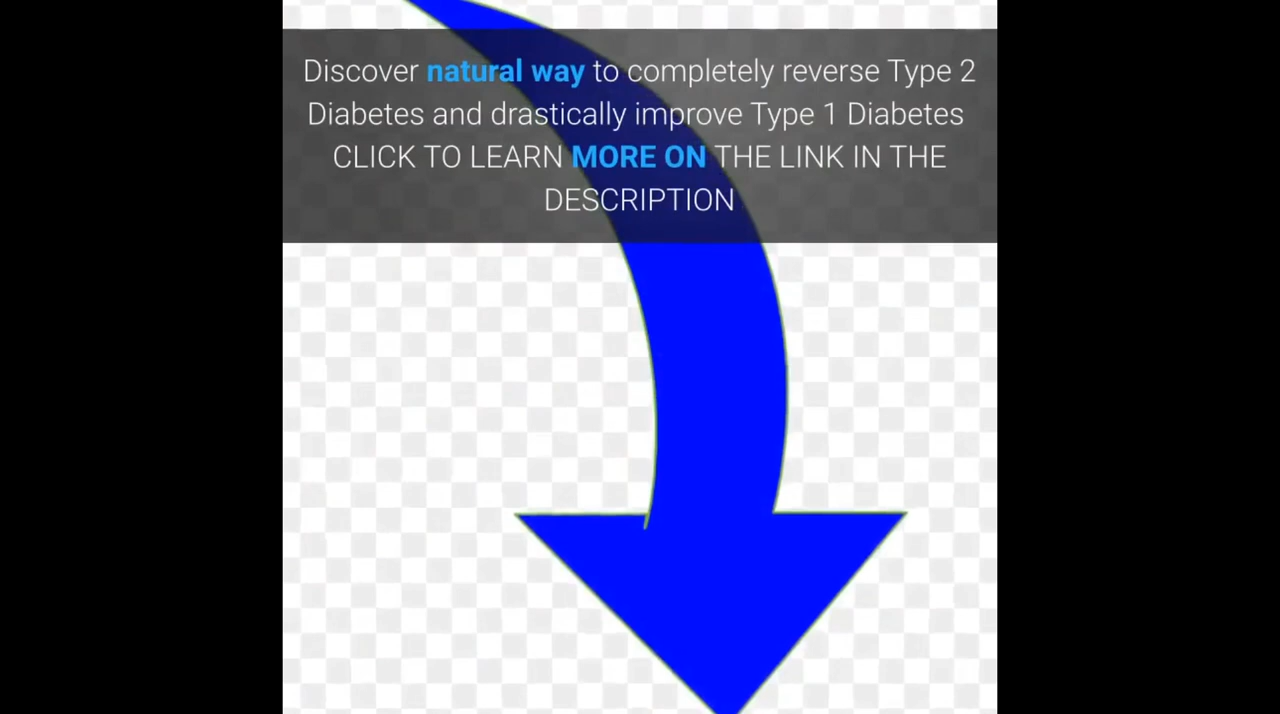 Discover natural way to completely reverse Type 2
Diabetes and drastically improve Type 1 Diabetes
CLICK TO LEARN MORE ON THE LINK IN THE
DESCRIPTION